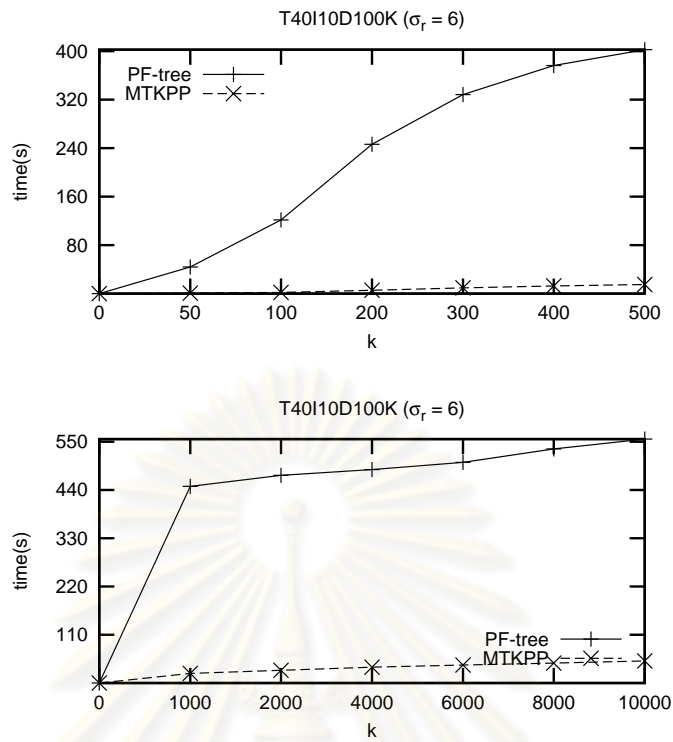 T40I10D100K (σr = 6)
PF-tree
MTKPP
400
320
240
160
80
time(s)
0 50 100 200 300 400 500
k
T40I10D100K (σr = 6)
550
440
330
220
110
time(s)
PF-tree
MTKPP
0 1000 2000 4000 6000 8000 10000
k